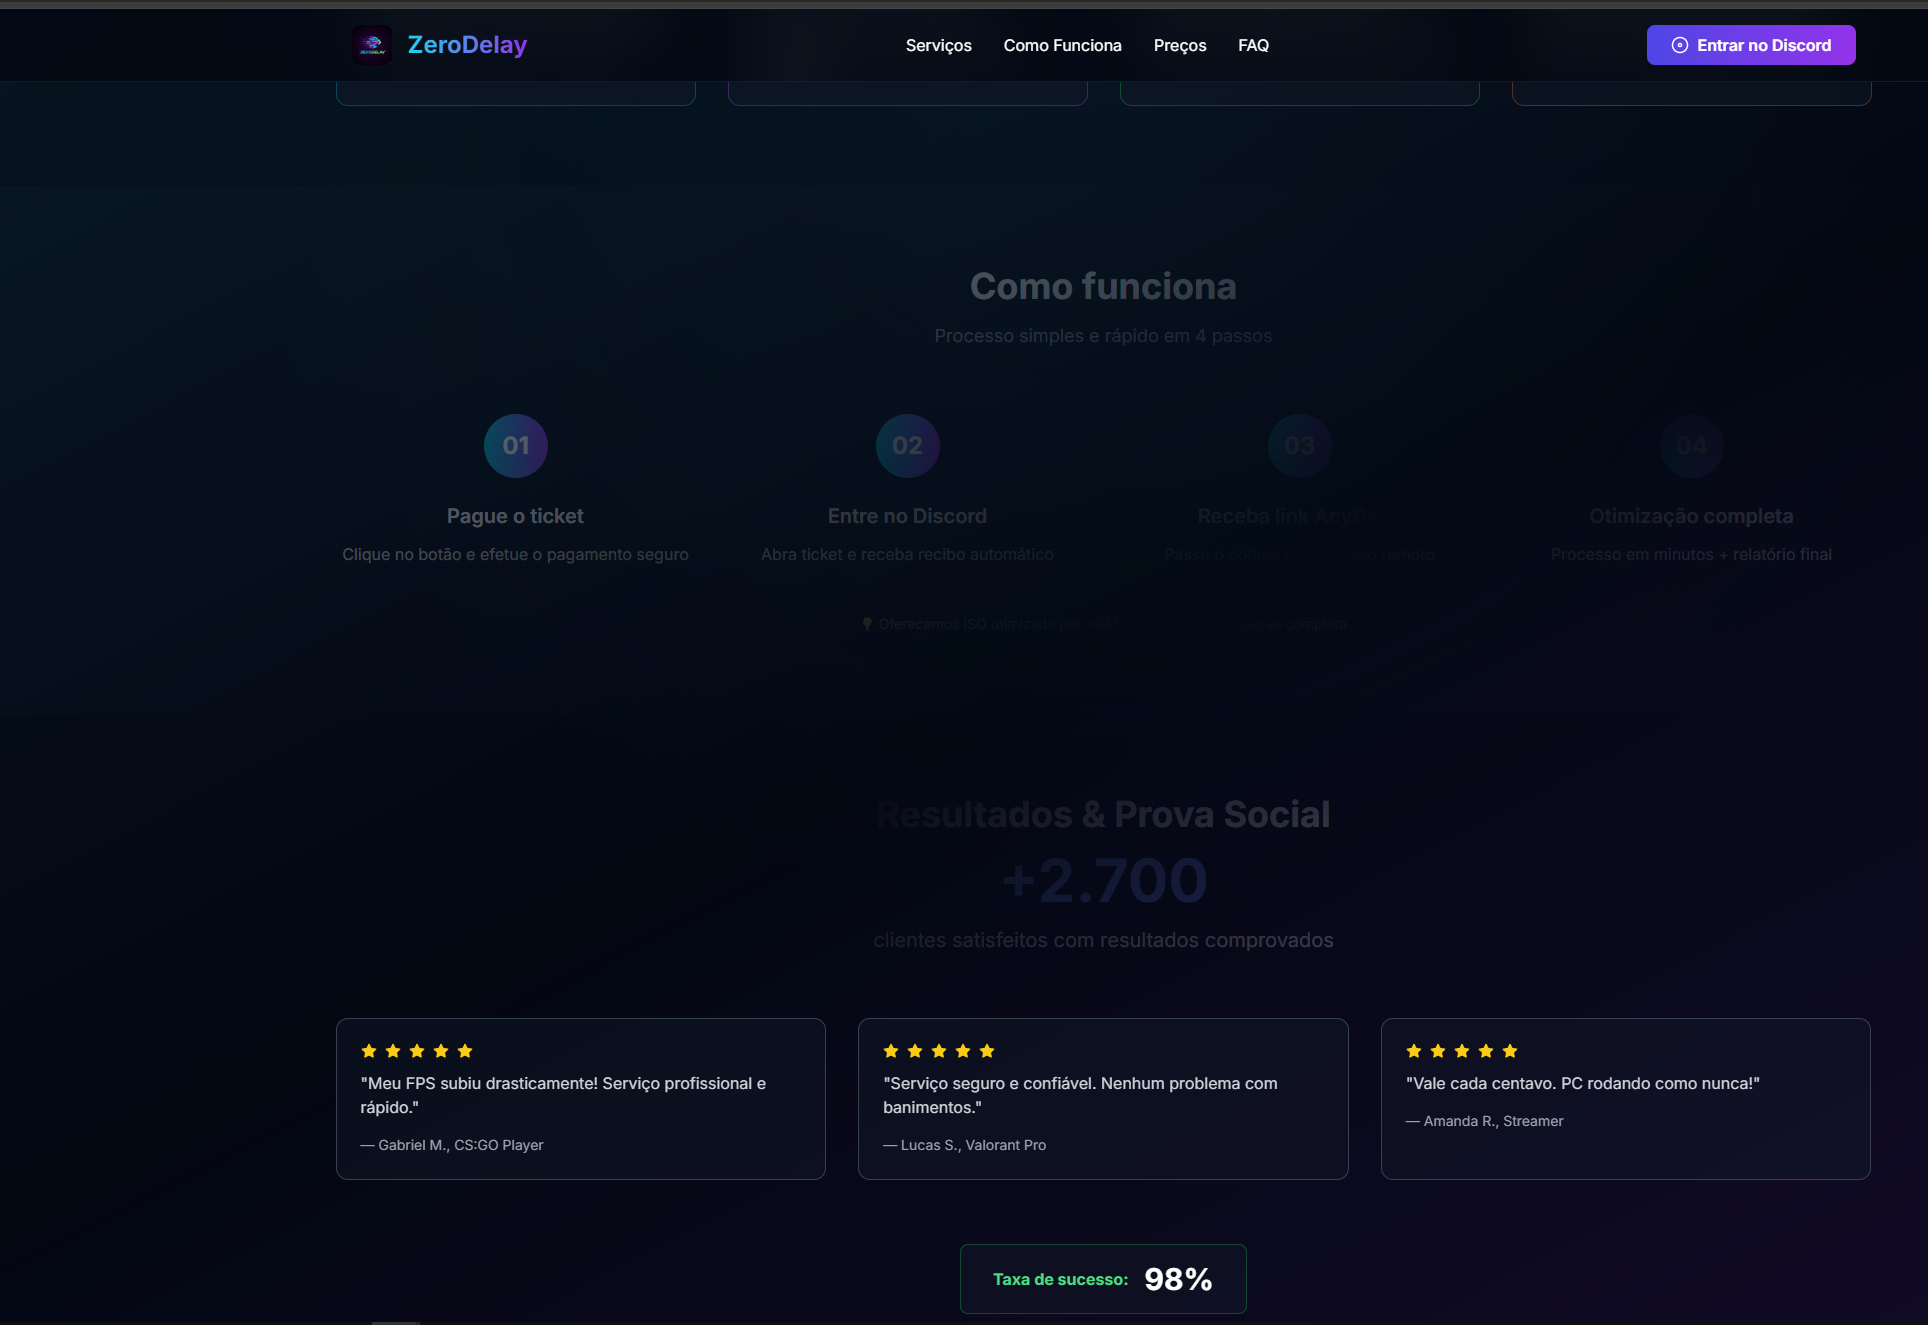 ZeroDelay
Serviços
Como Funciona
Preços
FAQ
Entrar no Discord
Como funciona
Processo simples e rápido em 4 passos
01
02
03
04
Pague o ticket
Entre no Discord
Receba link
Otimização completa
Clique no botão e efetue o pagamento seguro
Abra ticket e receba recibo automático
Passe o código remoto
Processo em minutos + relatório final
Oferecemos ISO otimizada por completa
Resultados & Prova Social
+2.700
clientes satisfeitos com resultados comprovados
"Meu FPS subiu drasticamente! Serviço profissional e
rápido."
— Gabriel M., CS:GO Player
"Serviço seguro e confiável. Nenhum problema com
banimentos."
— Lucas S., Valorant Pro
"Vale cada centavo. PC rodando como nunca!"
— Amanda R., Streamer
Taxa de sucesso: 98%